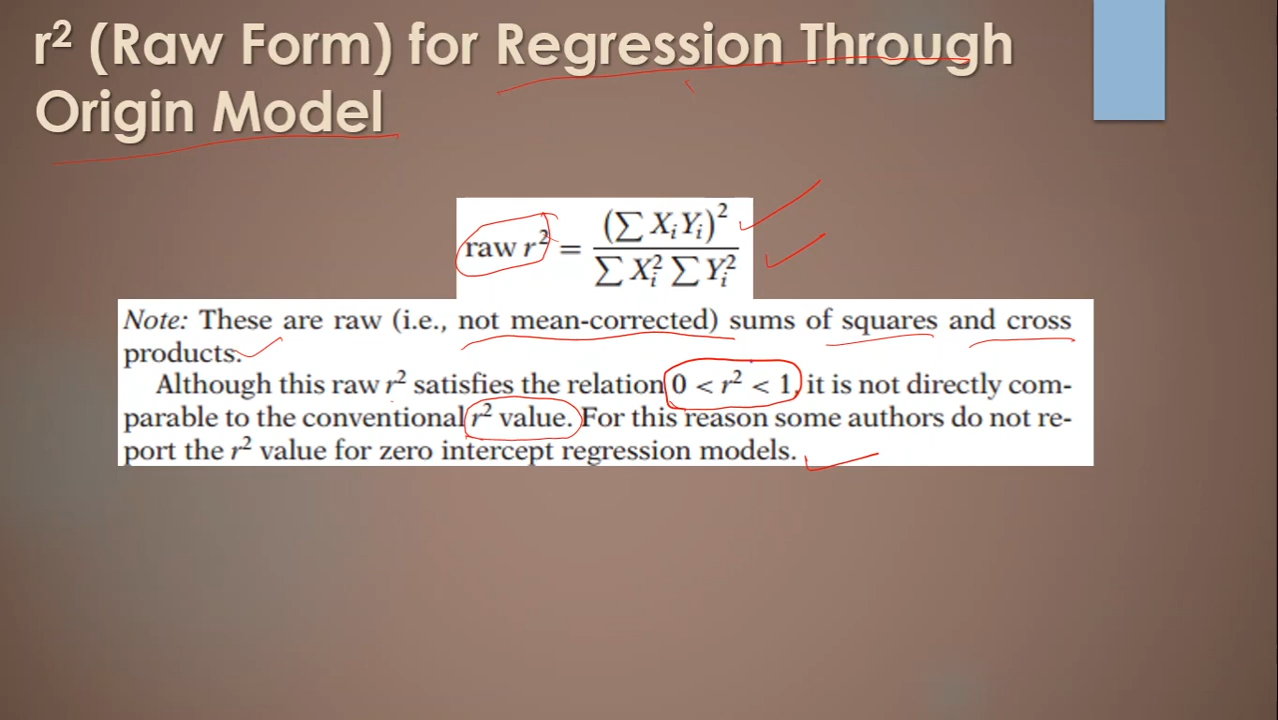 r² (Raw Form) for Regression Through
Origin Model
raw r² = (∑ XᵢYᵢ)² / ∑ Xᵢ² ∑ Yᵢ²
Note: These are raw (i.e., not mean-corrected) sums of squares and cross
products.
Although this raw r² satisfies the relation 0 < r² < 1, it is not directly com-
parable to the conventional r² value. For this reason some authors do not re-
port the r² value for zero intercept regression models.